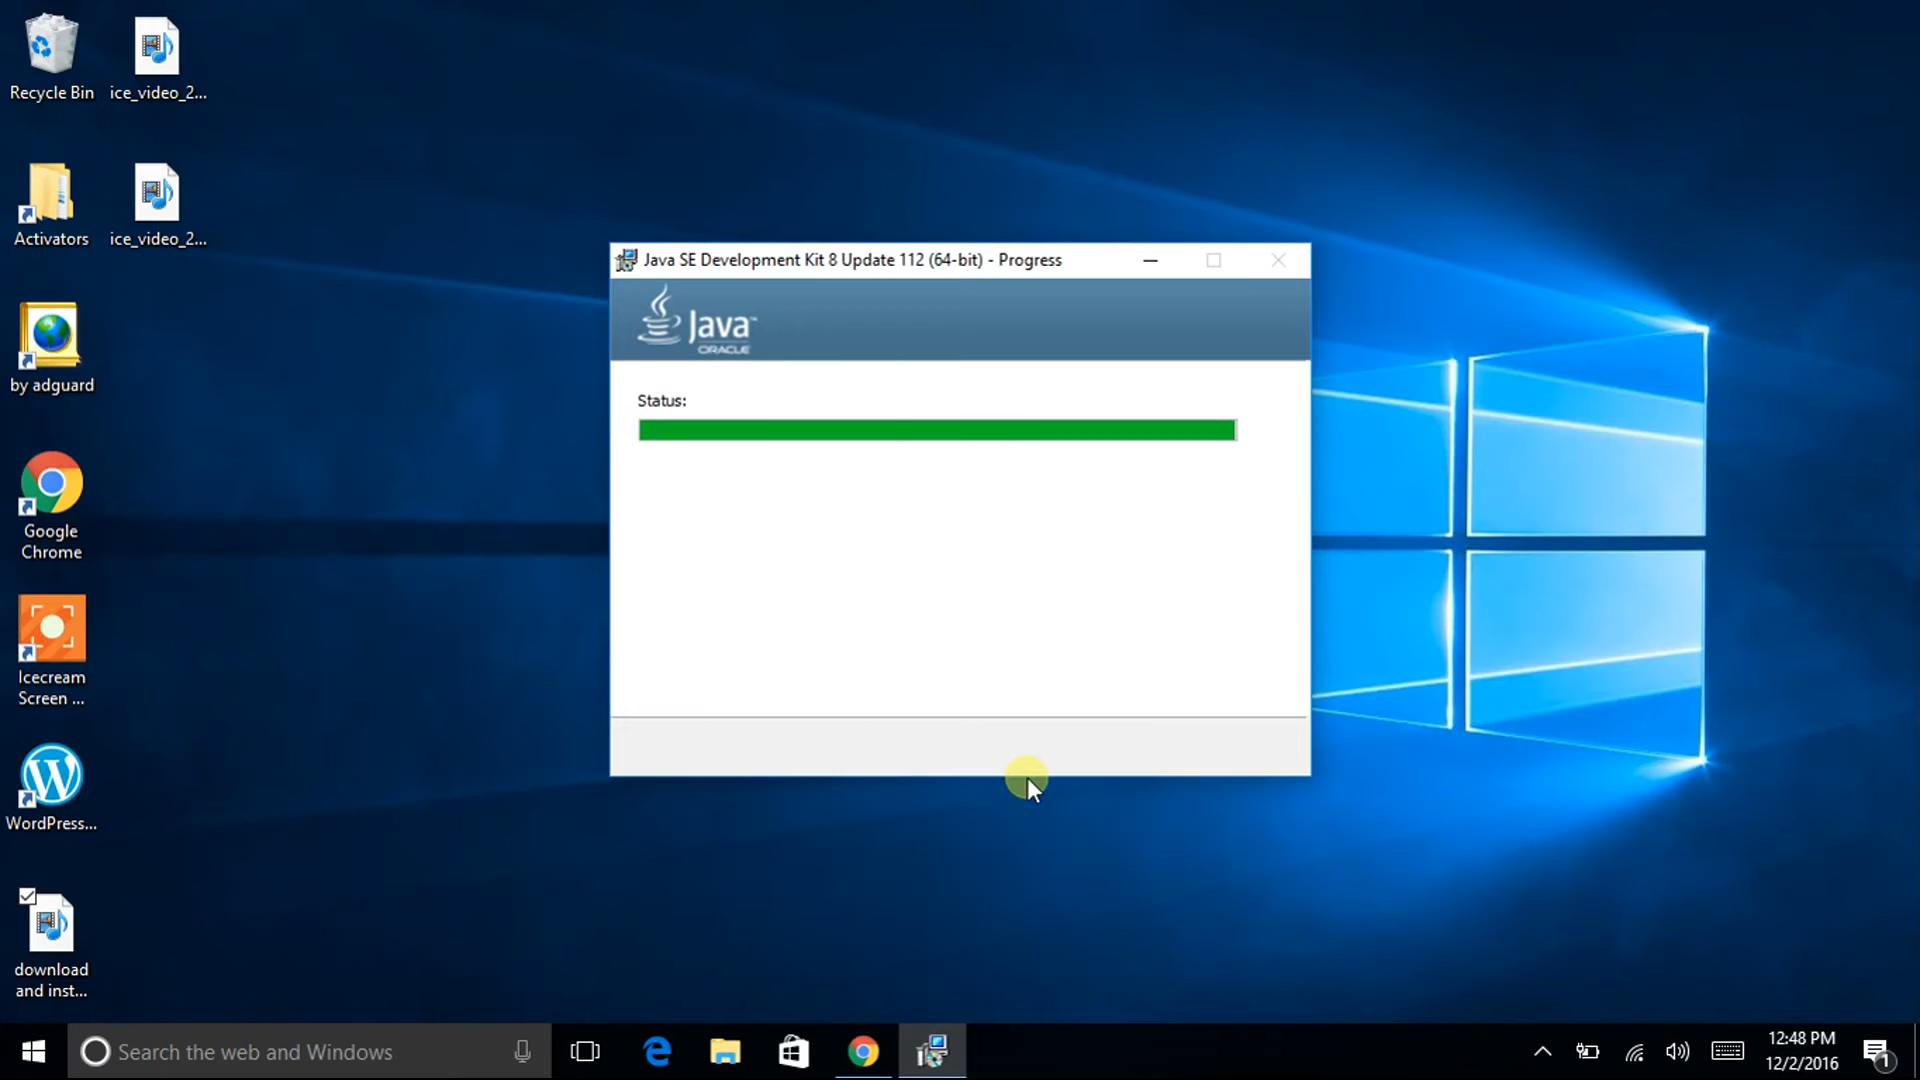 Recycle Bin
ice_video_2...
Activators
ice_video_2...
by adguard
Google
Chrome
Icecream
Screen ...
WordPress...
download
and inst...
Java SE Development Kit 8 Update 112 (64-bit) - Progress
Java™
ORACLE
Status:
Search the web and Windows
12:48 PM
12/2/2016
1